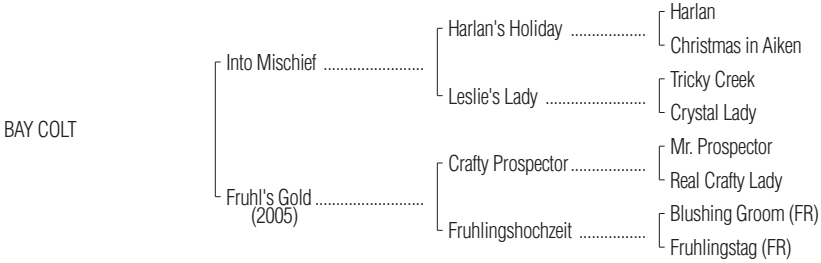 Harlan
Harlan's Holiday ..................
Christmas in Aiken
Into Mischief ........................
Tricky Creek
Leslie's Lady ........................
Crystal Lady
BAY COLT
Mr. Prospector
Crafty Prospector..................
Real Crafty Lady
Fruhl's Gold ..........................
(2005)
Blushing Groom (FR)
Fruhlingshochzeit ................
Fruhlingstag (FR)